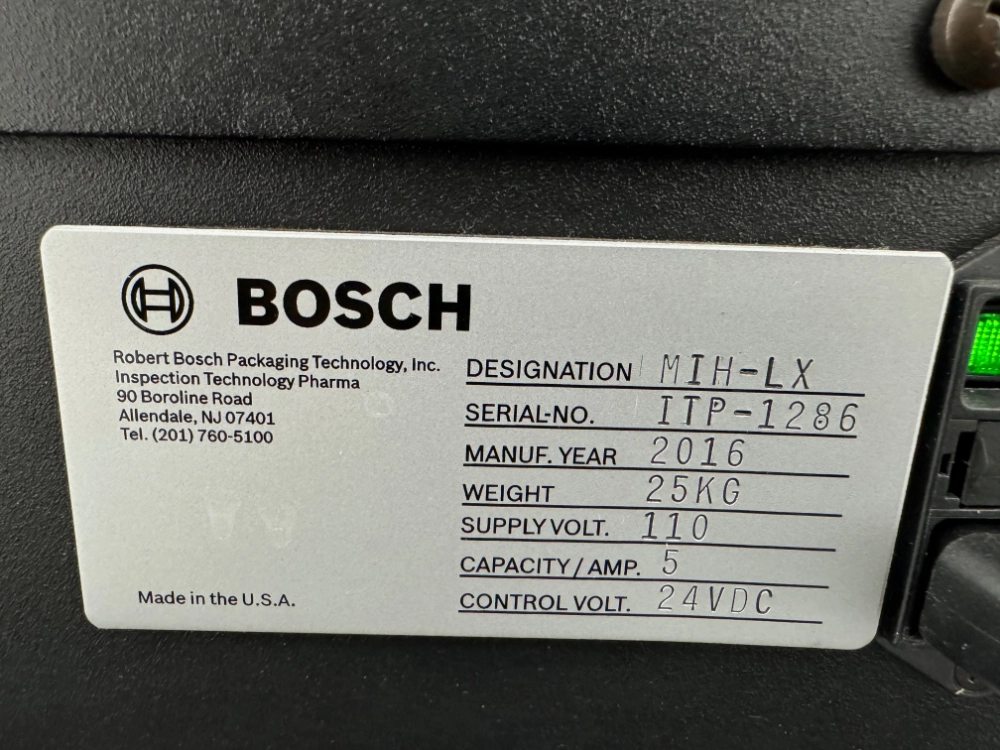 BOSCH
Robert Bosch Packaging Technology, Inc.
Inspection Technology Pharma
90 Boroline Road
Allendale, NJ 07401
Tel. (201) 760-5100
Made in the U.S.A.
DESIGNATION MIH-LX
SERIAL-NO. ITP-1286
MANUF. YEAR 2016
WEIGHT 25KG
SUPPLY VOLT. 110
CAPACITY / AMP. 5
CONTROL VOLT. 24VDC